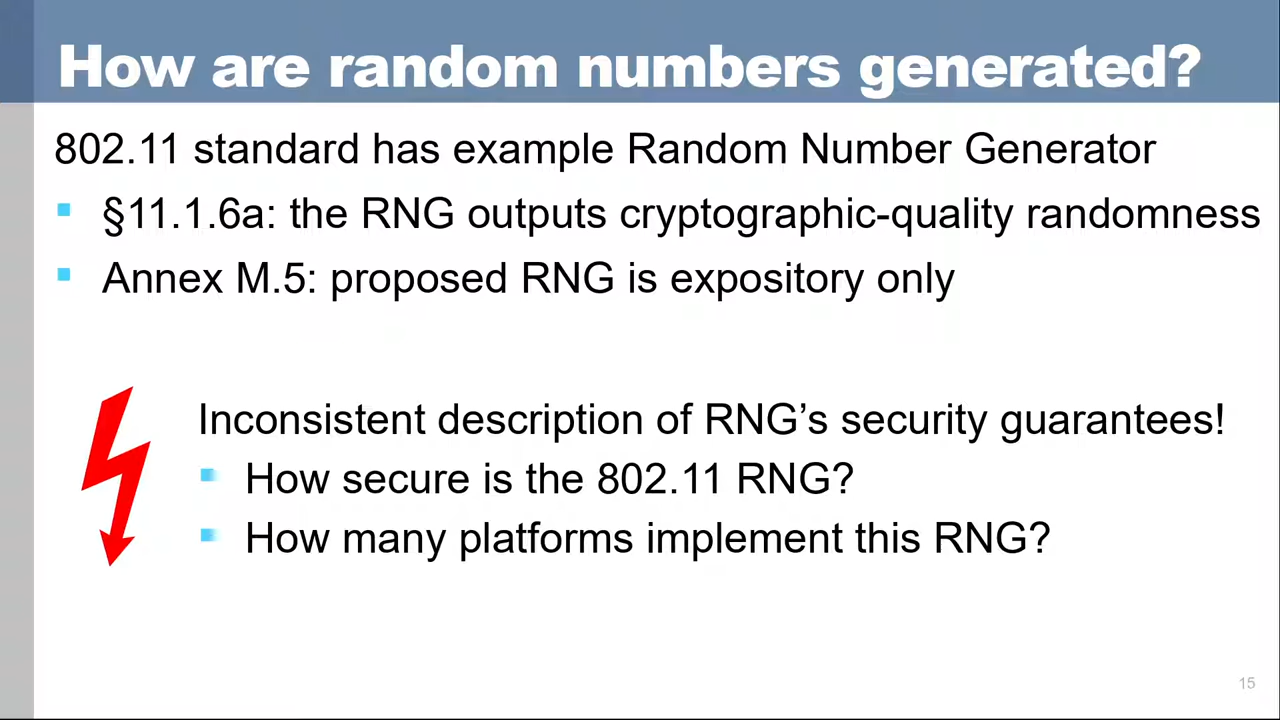 How are random numbers generated?
802.11 standard has example Random Number Generator
§11.1.6a: the RNG outputs cryptographic-quality randomness
Annex M.5: proposed RNG is expository only
Inconsistent description of RNG’s security guarantees!
How secure is the 802.11 RNG?
How many platforms implement this RNG?
15